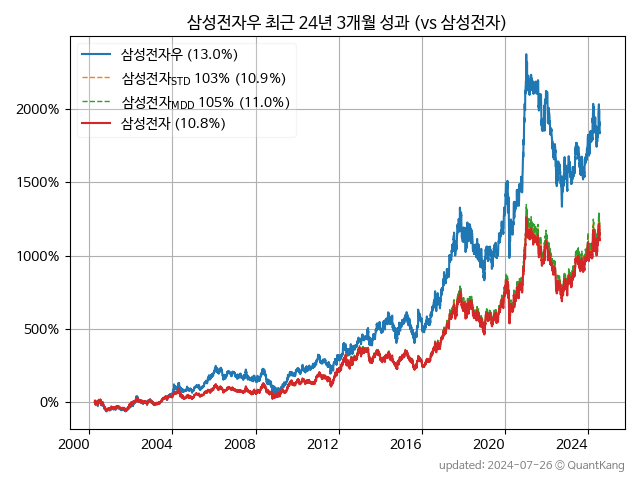 삼성전자우 최근 24년 3개월 성과 (vs 삼성전자)
삼성전자우 (13.0%)
삼성전자STD 103% (10.9%)
삼성전자MDD 105% (11.0%)
삼성전자 (10.8%)
2000%
1500%
1000%
500%
0%
2000 2004 2008 2012 2016 2020 2024
updated: 2024-07-26 © QuantKang